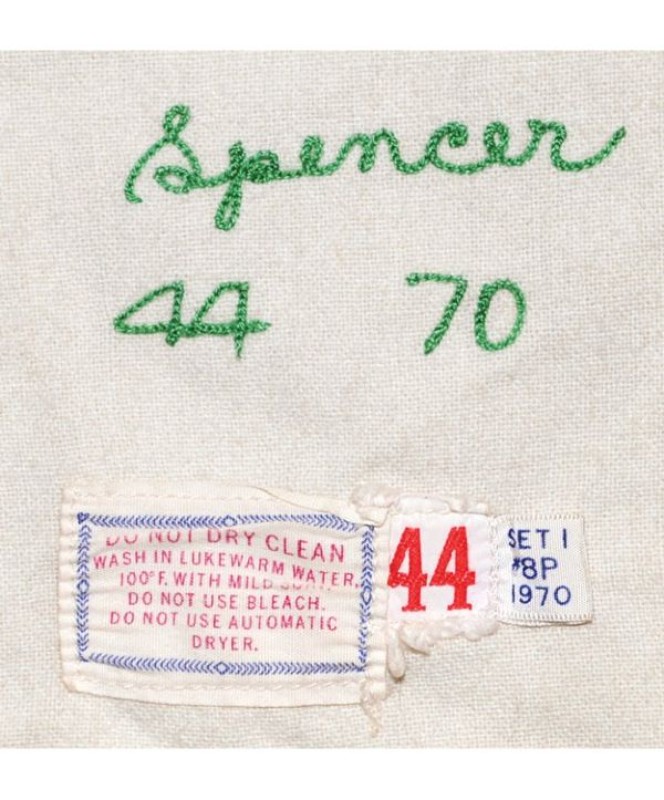 Spencer
44 70
DO NOT DRY CLEAN
WASH IN LUKEWARM WATER,
100°F. WITH MILD
DO NOT USE BLEACH.
DO NOT USE AUTOMATIC
DRYER.
44
SET 1
#8P
1970